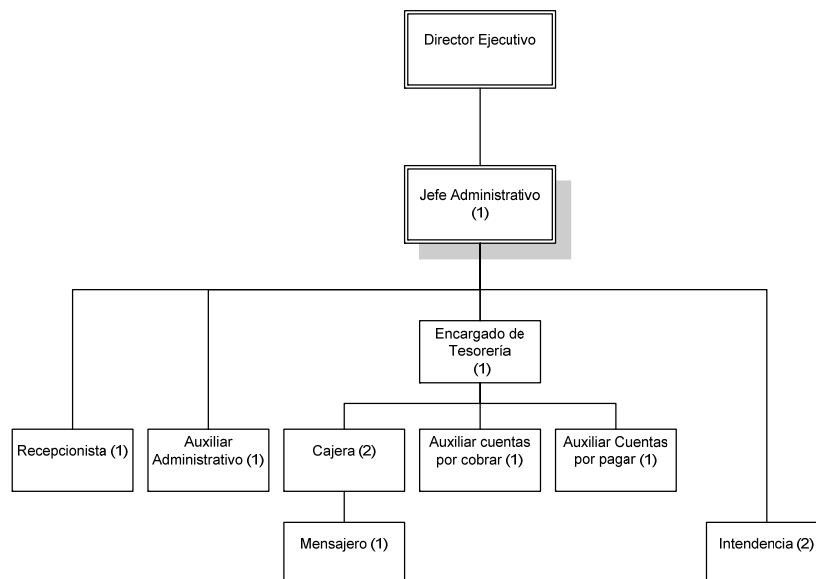 Director Ejecutivo
Jefe Administrativo
(1)
Encargado de
Tesorería
(1)
Recepcionista (1)
Auxiliar
Administrativo (1)
Cajera (2)
Auxiliar cuentas
por cobrar (1)
Auxiliar Cuentas
por pagar (1)
Mensajero (1)
Intendencia (2)